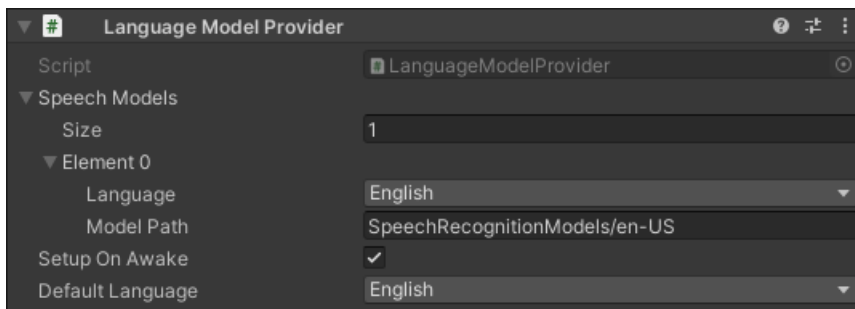 Language Model Provider
Script LanguageModelProvider
Speech Models
Size 1
Element 0
Language English
Model Path SpeechRecognitionModels/en-US
Setup On Awake
Default Language English